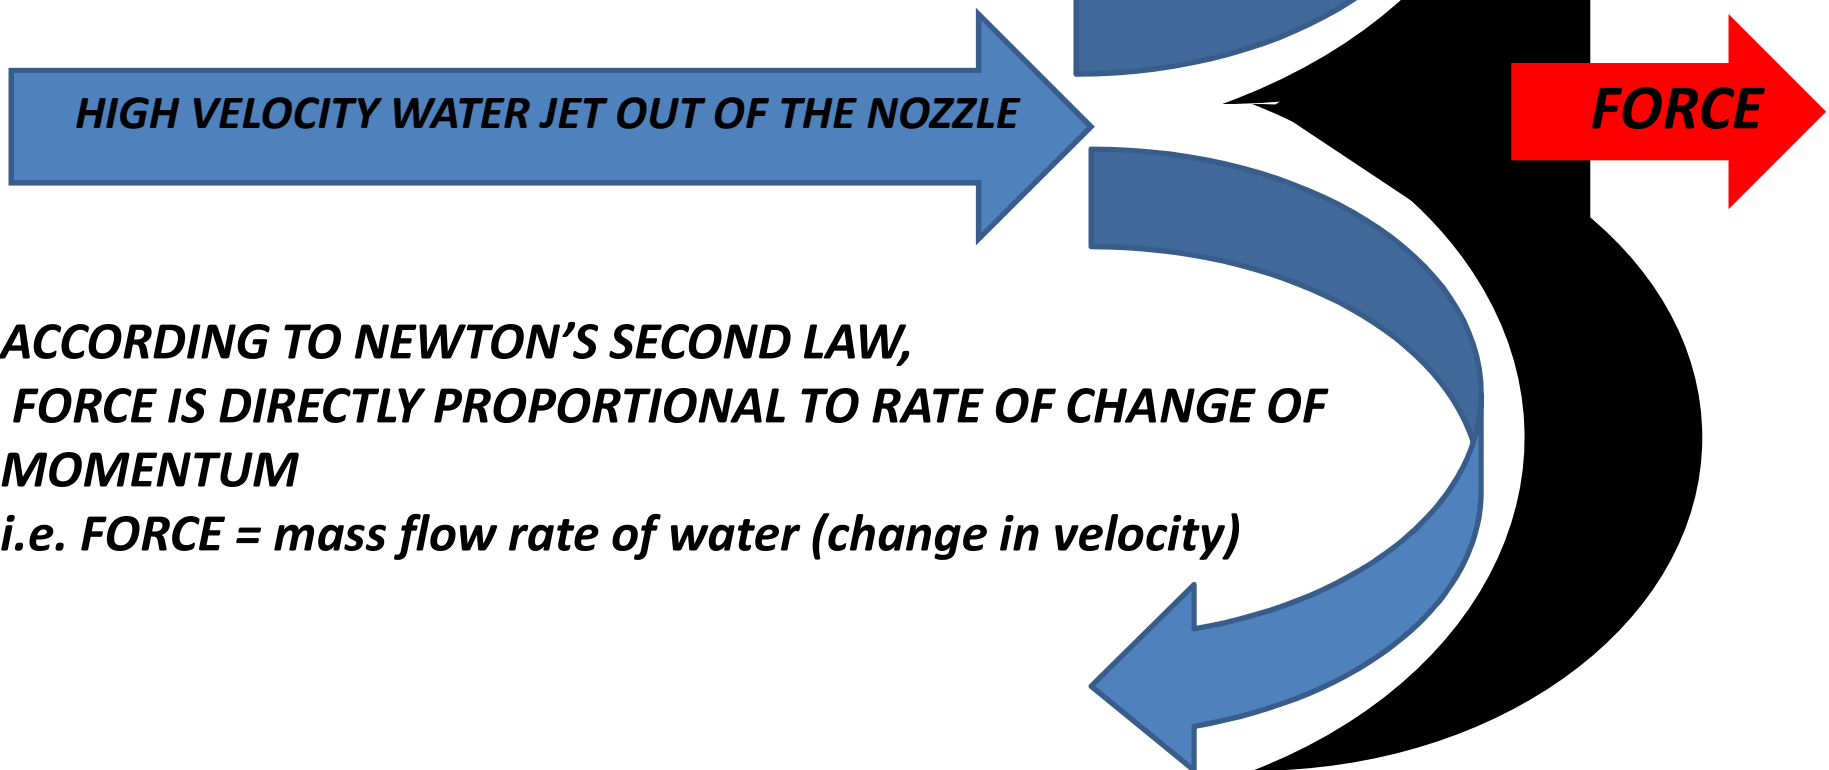 HIGH VELOCITY WATER JET OUT OF THE NOZZLE
FORCE
ACCORDING TO NEWTON’S SECOND LAW,
FORCE IS DIRECTLY PROPORTIONAL TO RATE OF CHANGE OF
MOMENTUM
i.e. FORCE = mass flow rate of water (change in velocity)